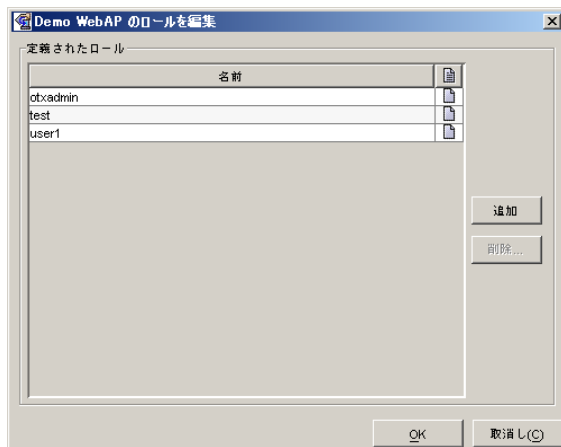 Demo WebAP のロールを編集
定義されたロール
名前
otxadmin
test
user1
追加
削除...
OK
取消し(C)